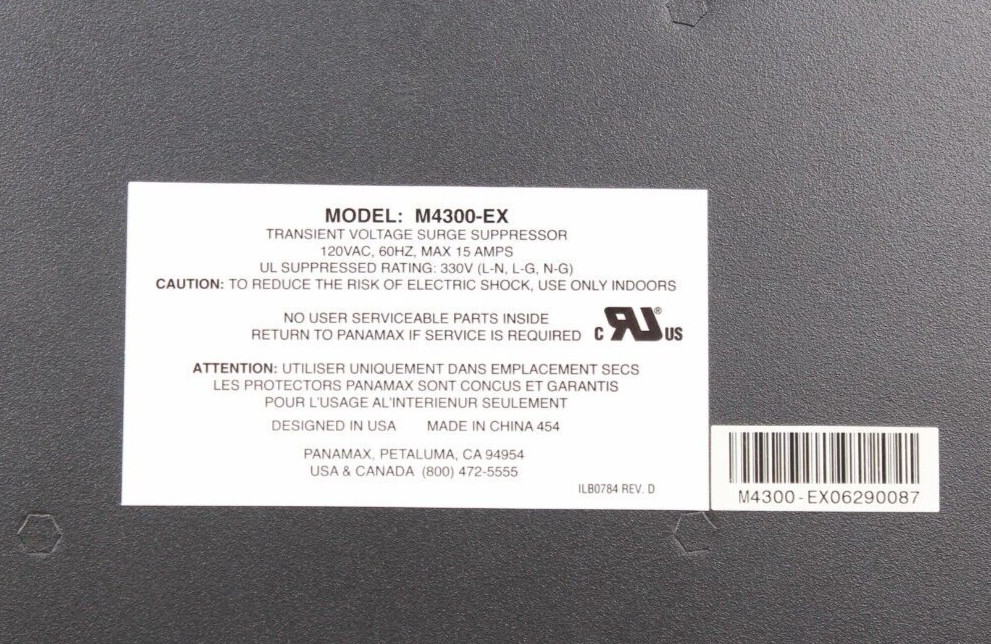 MODEL: M4300-EX
TRANSIENT VOLTAGE SURGE SUPPRESSOR
120VAC, 60HZ, MAX 15 AMPS
UL SUPPRESSED RATING: 330V (L-N, L-G, N-G)
CAUTION: TO REDUCE THE RISK OF ELECTRIC SHOCK, USE ONLY INDOORS
NO USER SERVICEABLE PARTS INSIDE
RETURN TO PANAMAX IF SERVICE IS REQUIRED
C RU® US
ATTENTION: UTILISER UNIQUEMENT DANS EMPLACEMENT SECS
LES PROTECTORS PANAMAX SONT CONCUS ET GARANTIS
POUR L'USAGE AL'INTERIENUR SEULEMENT
DESIGNED IN USA MADE IN CHINA 454
PANAMAX, PETALUMA, CA 94954
USA & CANADA (800) 472-5555
ILB0784 REV. D
M4300-EX06290087